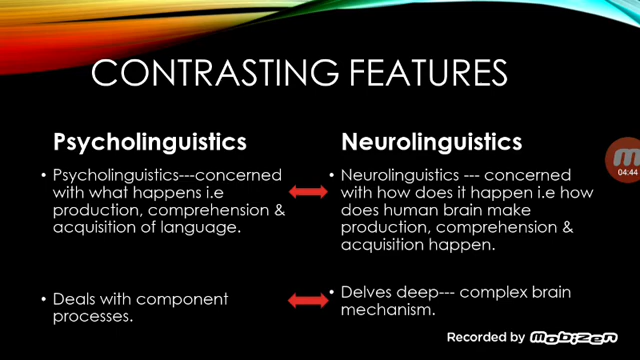 CONTRASTING FEATURES
Psycholinguistics
• Psycholinguistics---concerned
with what happens i.e
production, comprehension &
acquisition of language.
• Deals with component
processes.
Neurolinguistics
• Neurolinguistics --- concerned
with how does it happen i.e how
does human brain make
production, comprehension &
acquisition happen.
• Delves deep--- complex brain
mechanism.
04:44
Recorded by mobizen